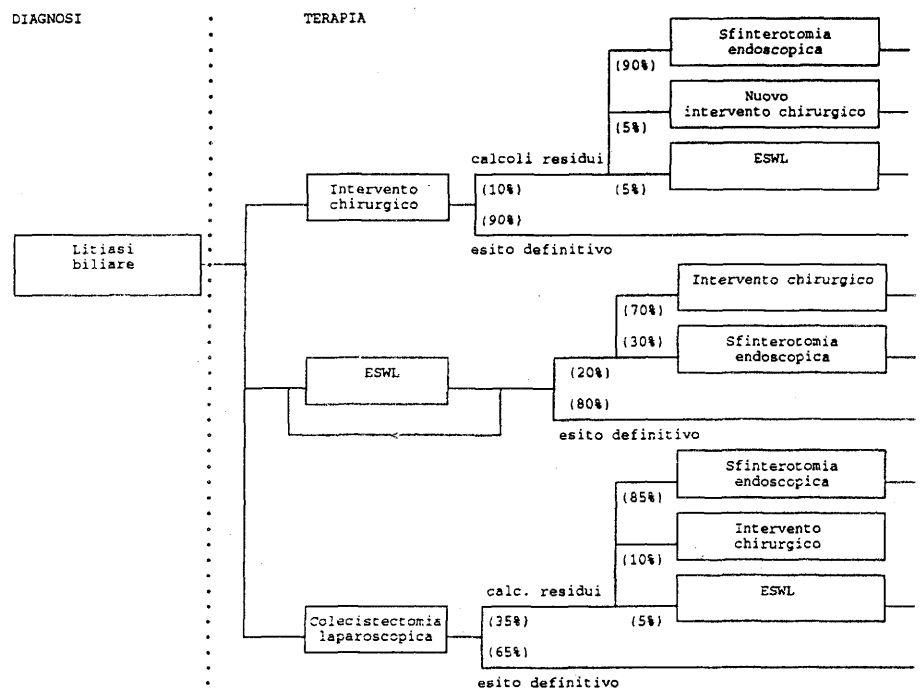 DIAGNOSI
TERAPIA
Sfinterotomia
endoscopica
(90%)
Nuovo
intervento chirurgico
(5%)
calcoli residui
ESWL
Intervento
chirurgico
(10%)
(5%)
(90%)
esito definitivo
Litiasi
biliare
Intervento chirurgico
(70%)
(30%)
Sfinterotomia
endoscopica
ESWL
(20%)
(80%)
esito definitivo
Sfinterotomia
endoscopica
(85%)
Intervento
chirurgico
(10%)
calc. residui
ESWL
Colecistectomia
laparoscopica
(35%)
(5%)
(65%)
esito definitivo